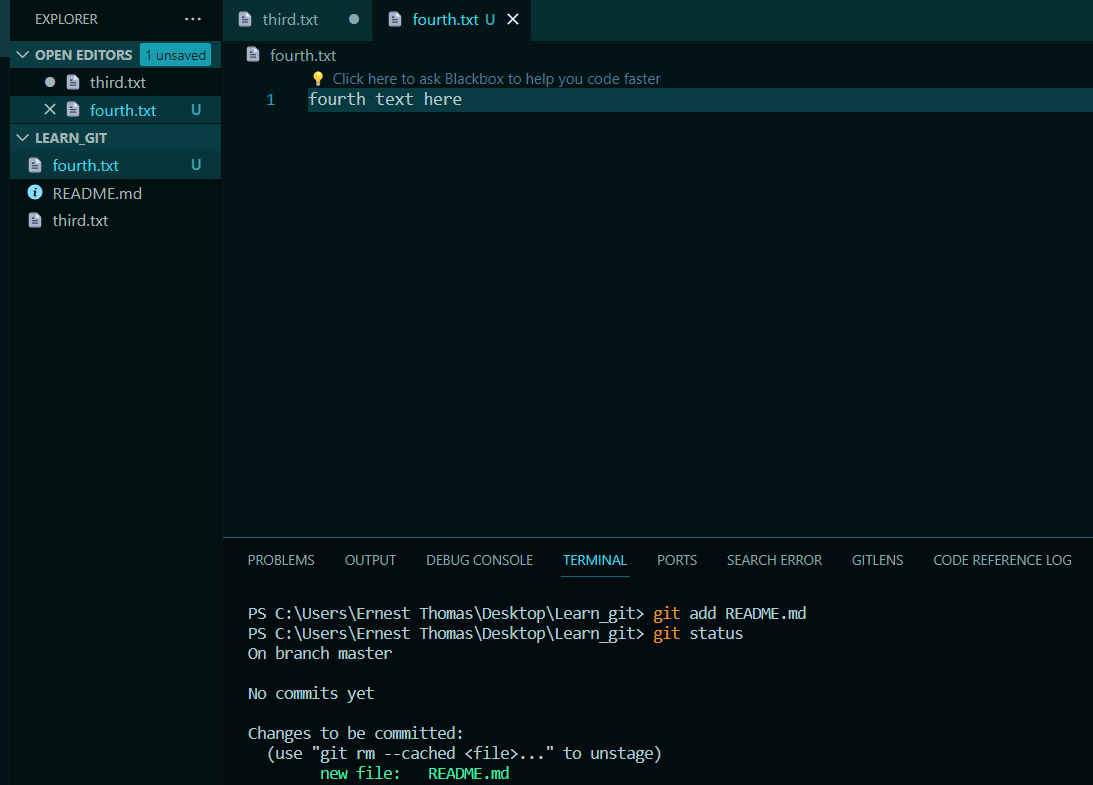 EXPLORER ...
OPEN EDITORS 1 unsaved
third.txt
fourth.txt U
LEARN_GIT
fourth.txt U
README.md
third.txt
third.txt
fourth.txt U
fourth.txt
Click here to ask Blackbox to help you code faster
1 fourth text here
PROBLEMS OUTPUT DEBUG CONSOLE TERMINAL PORTS SEARCH ERROR GITLENS CODE REFERENCE LOG
PS C:\Users\Ernest Thomas\Desktop\Learn_git> git add README.md
PS C:\Users\Ernest Thomas\Desktop\Learn_git> git status
On branch master
No commits yet
Changes to be committed:
(use "git rm --cached <file>..." to unstage)
new file: README.md